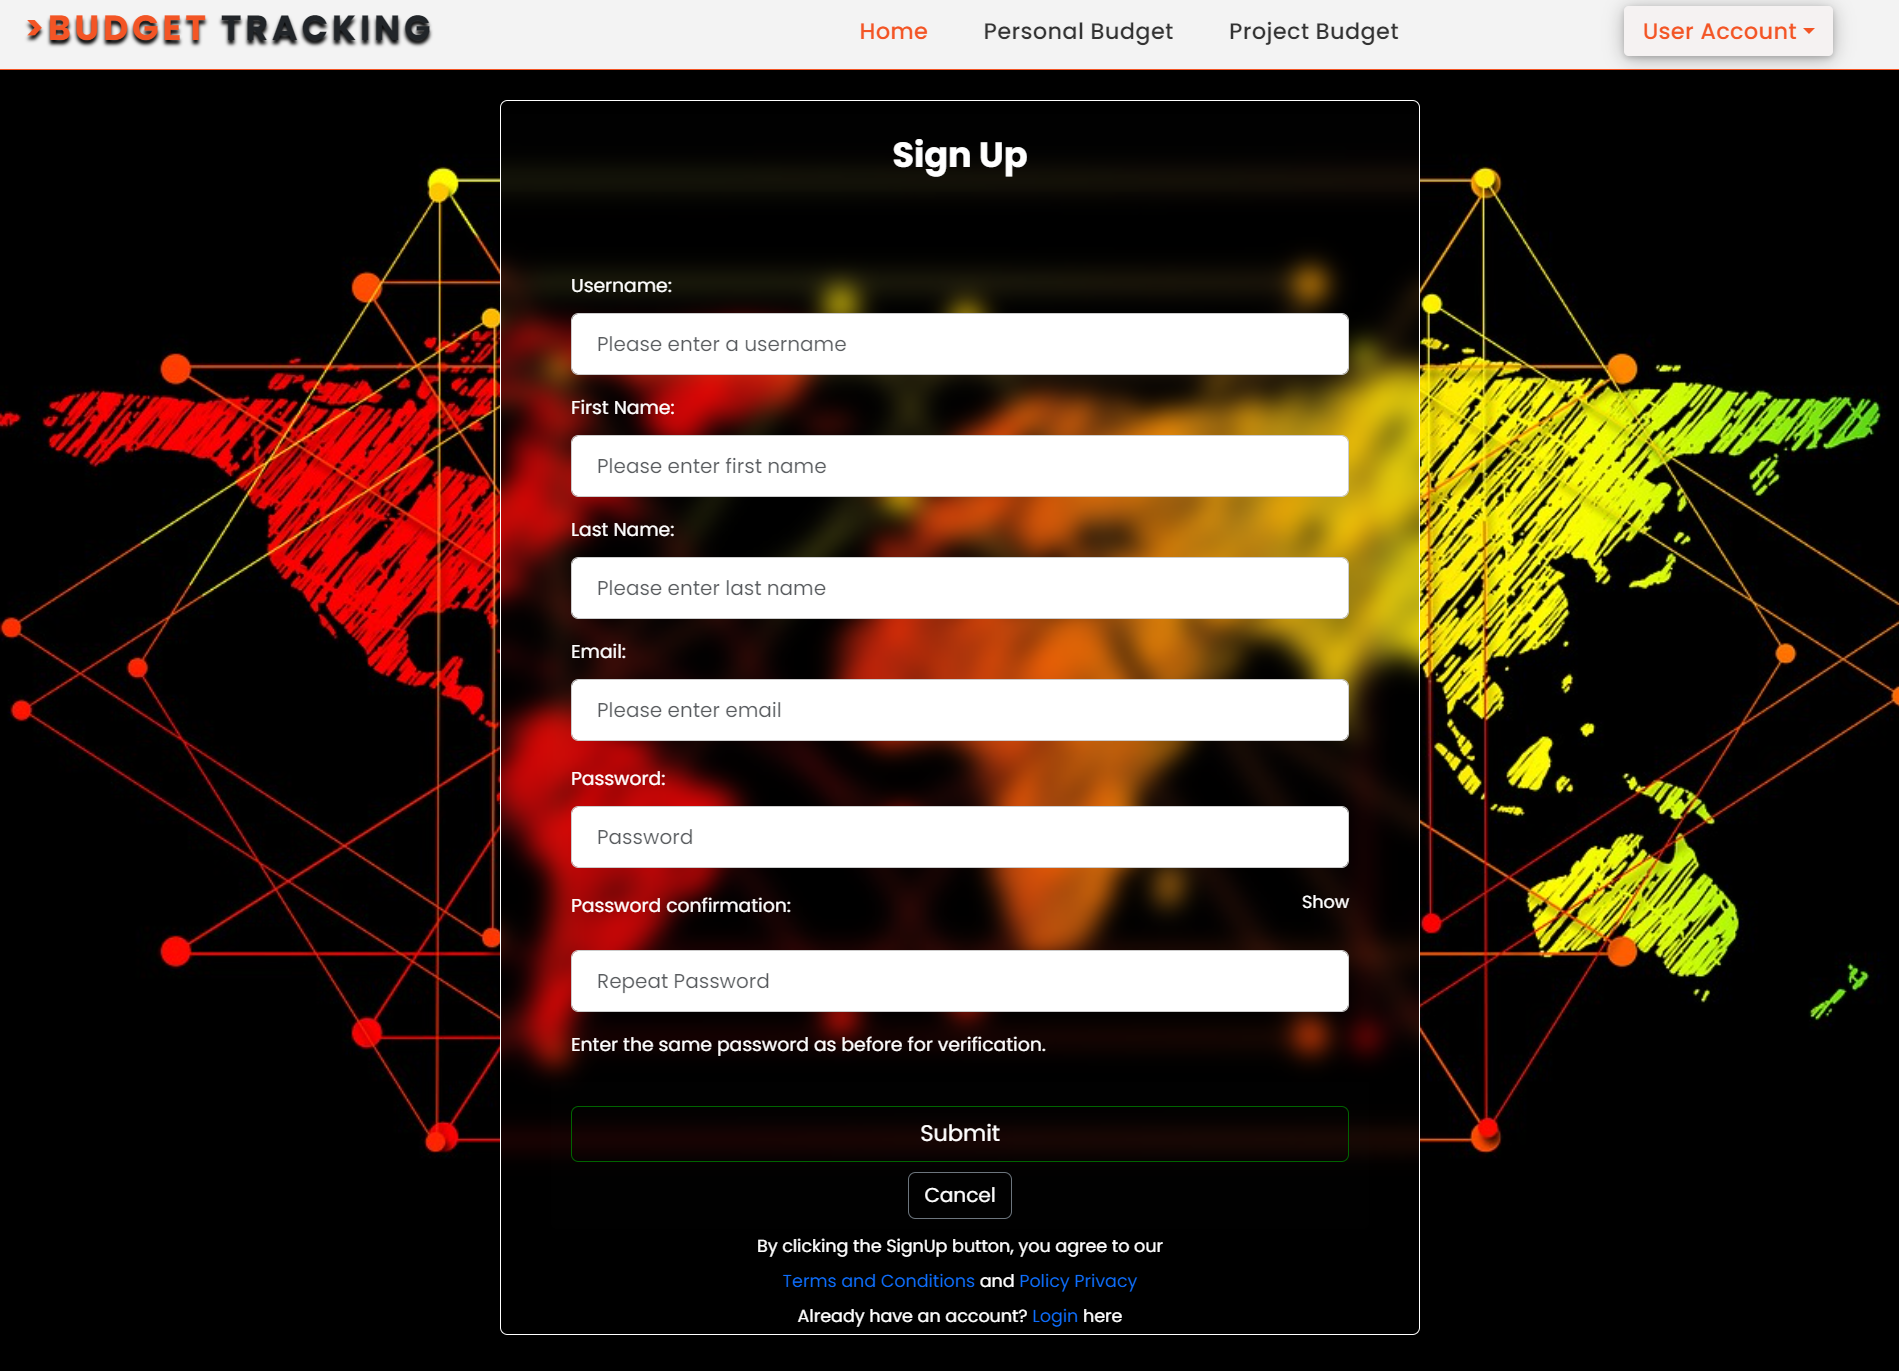 >BUDGET TRACKING
Home Personal Budget Project Budget
User Account
Sign Up
Username:
Please enter a username
First Name:
Please enter first name
Last Name:
Please enter last name
Email:
Please enter email
Password:
Password
Password confirmation:
Show
Repeat Password
Enter the same password as before for verification.
Submit
Cancel
By clicking the SignUp button, you agree to our
Terms and Conditions and Policy Privacy
Already have an account? Login here